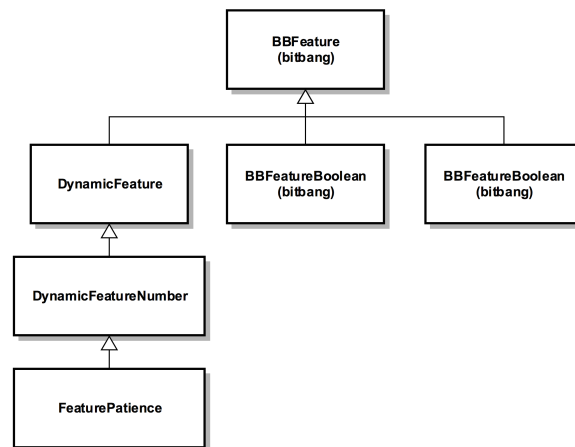 BBFeature
(bitbang)
DynamicFeature
BBFeatureBoolean
(bitbang)
BBFeatureBoolean
(bitbang)
DynamicFeatureNumber
FeaturePatience